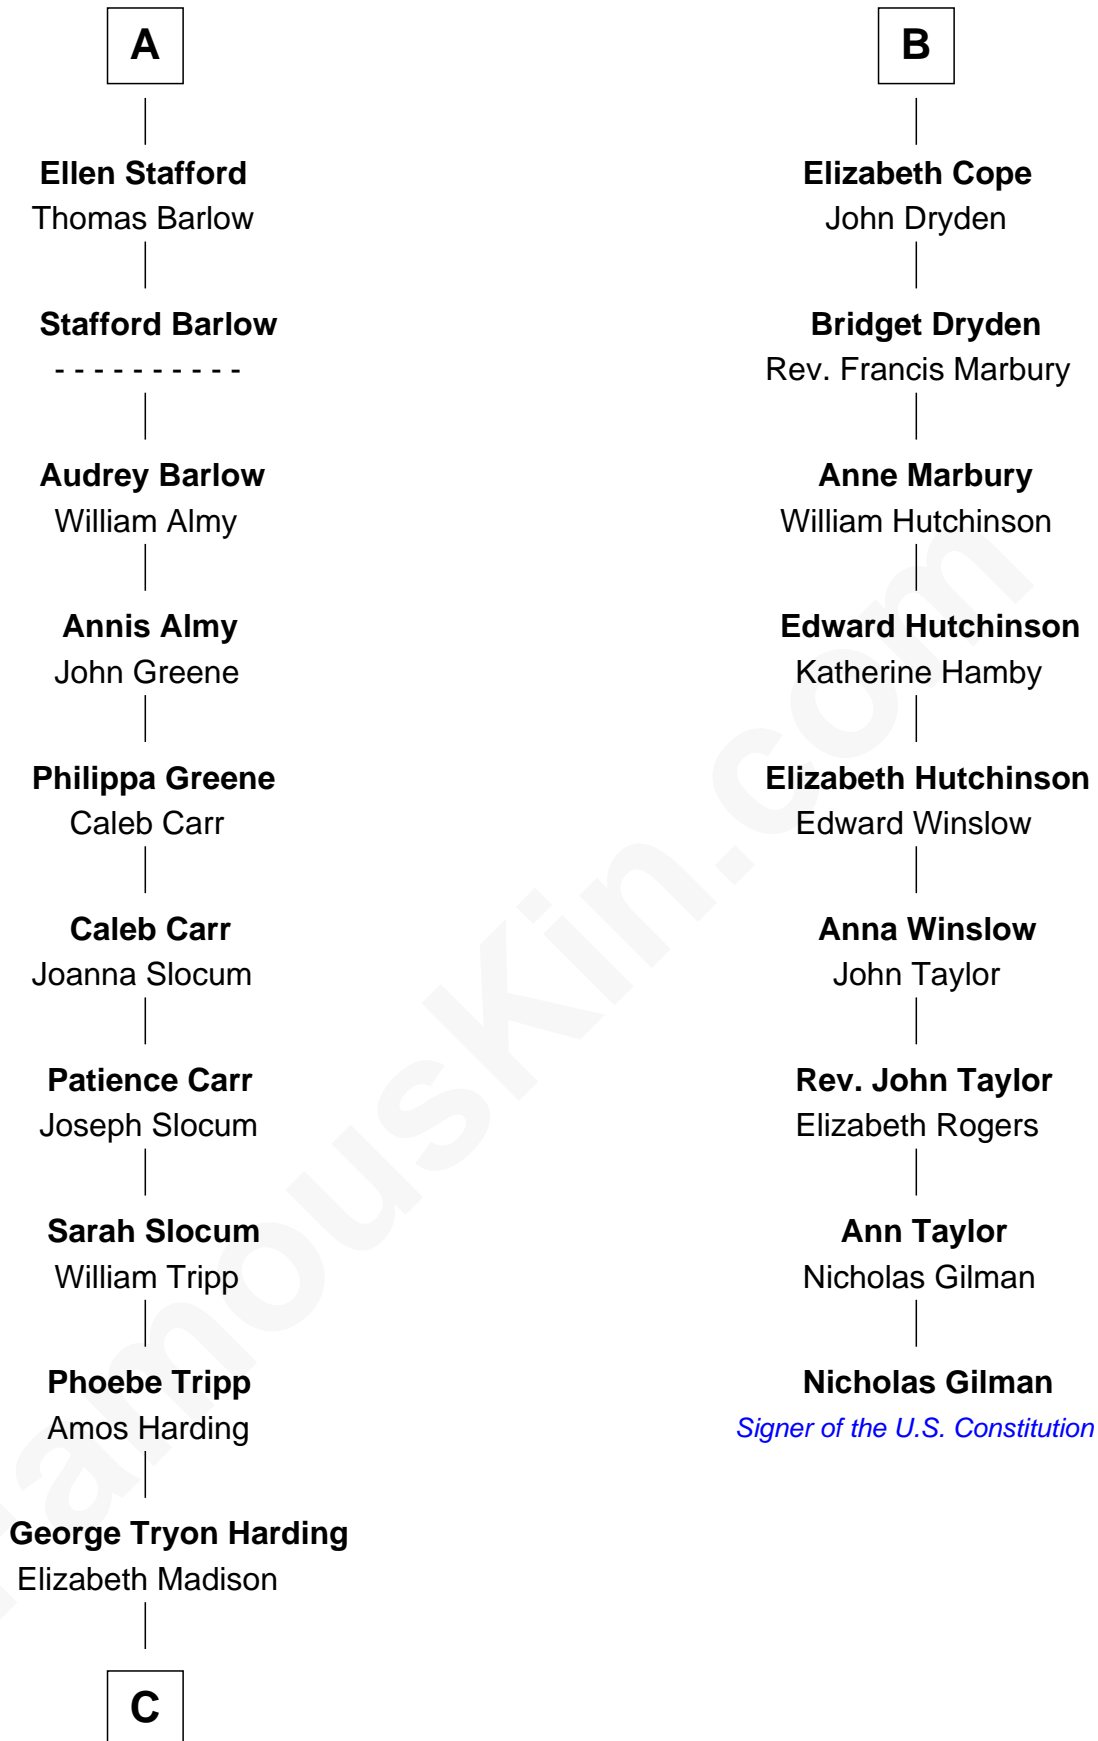 A
Ellen Stafford
Thomas Barlow
Stafford Barlow
- - - - - - - - - -
Audrey Barlow
William Almy
Annis Almy
John Greene
Philippa Greene
Caleb Carr
Caleb Carr
Joanna Slocum
Patience Carr
Joseph Slocum
Sarah Slocum
William Tripp
Phoebe Tripp
Amos Harding
George Tryon Harding
Elizabeth Madison
C
B
Elizabeth Cope
John Dryden
Bridget Dryden
Rev. Francis Marbury
Anne Marbury
William Hutchinson
Edward Hutchinson
Katherine Hamby
Elizabeth Hutchinson
Edward Winslow
Anna Winslow
John Taylor
Rev. John Taylor
Elizabeth Rogers
Ann Taylor
Nicholas Gilman
Nicholas Gilman
Signer of the U.S. Constitution
FamousKin.com